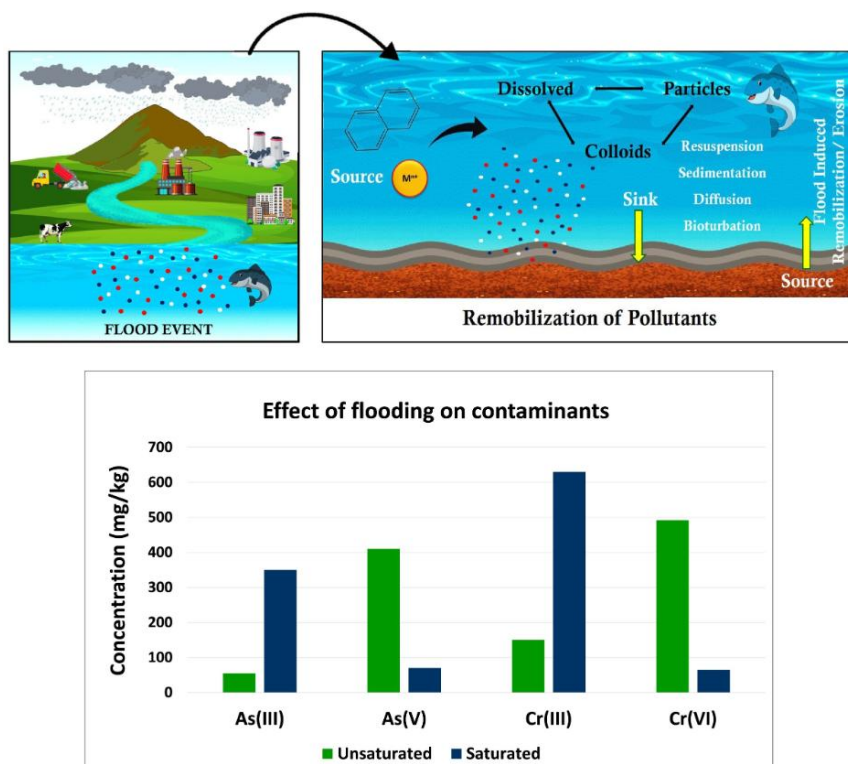 FLOOD EVENT
Dissolved
Particles
Colloids
Source
Mⁿ⁺
Sink
Resuspension
Sedimentation
Diffusion
Bioturbation
Flood Induced
Remobilization/ Erosion
Source
Remobilization of Pollutants
Effect of flooding on contaminants
Concentration (mg/kg)
700
600
500
400
300
200
100
0
As(III) As(V) Cr(III) Cr(VI)
Unsaturated Saturated